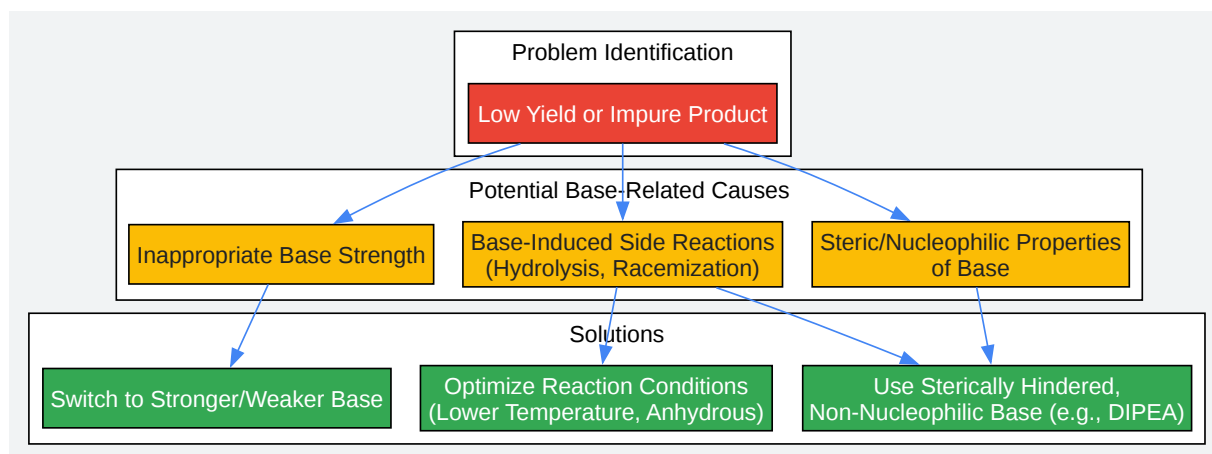 Problem Identification
Low Yield or Impure Product
Potential Base-Related Causes
Inappropriate Base Strength
Base-Induced Side Reactions
(Hydrolysis, Racemization)
Steric/Nucleophilic Properties
of Base
Solutions
Switch to Stronger/Weaker Base
Optimize Reaction Conditions
(Lower Temperature, Anhydrous)
Use Sterically Hindered,
Non-Nucleophilic Base (e.g., DIPEA)